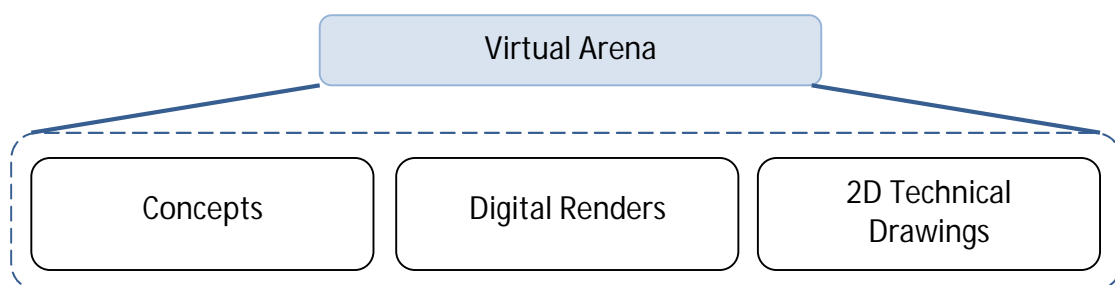 Virtual Arena
Concepts
Digital Renders
2D Technical
Drawings